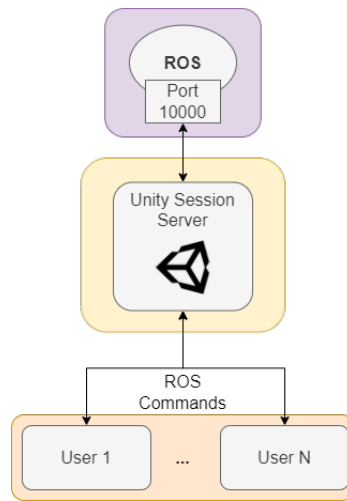 ROS
Port
10000
Unity Session
Server
ROS
Commands
User 1
...
User N